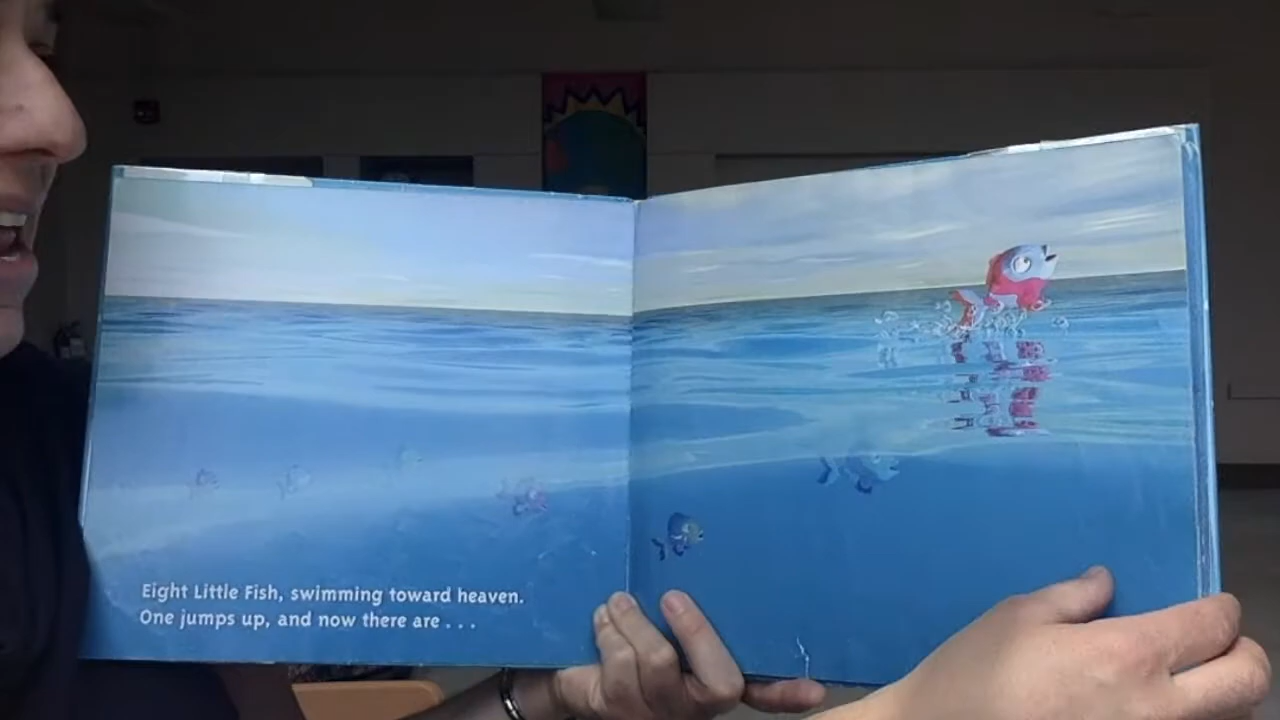 Eight Little Fish, swimming toward heaven.
One jumps up, and now there are . . .